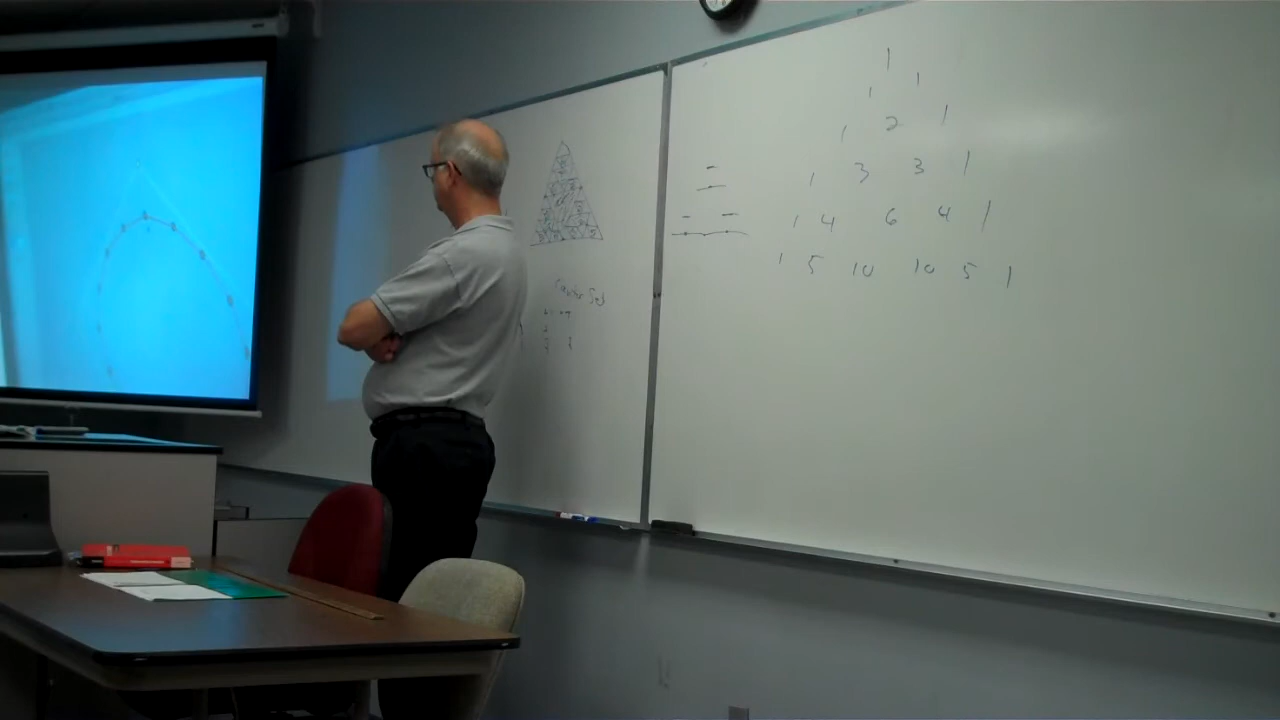 Cantor Set
1
1 1
1 2 1
1 3 3 1
1 4 6 4 1
1 5 10 10 5 1